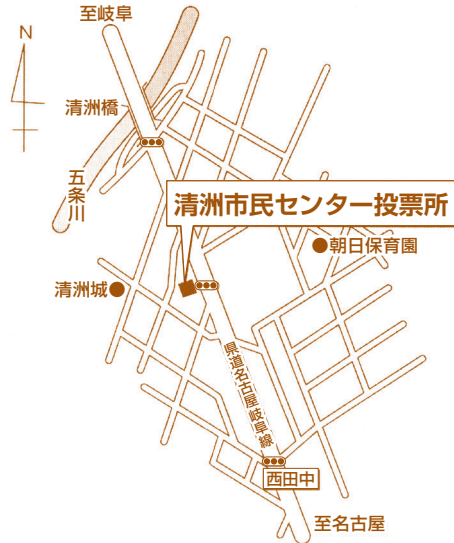 至岐阜
N
清洲橋
五条川
清洲市民センター投票所
朝日保育園
清洲城
県道名古屋岐阜線
西田中
至名古屋